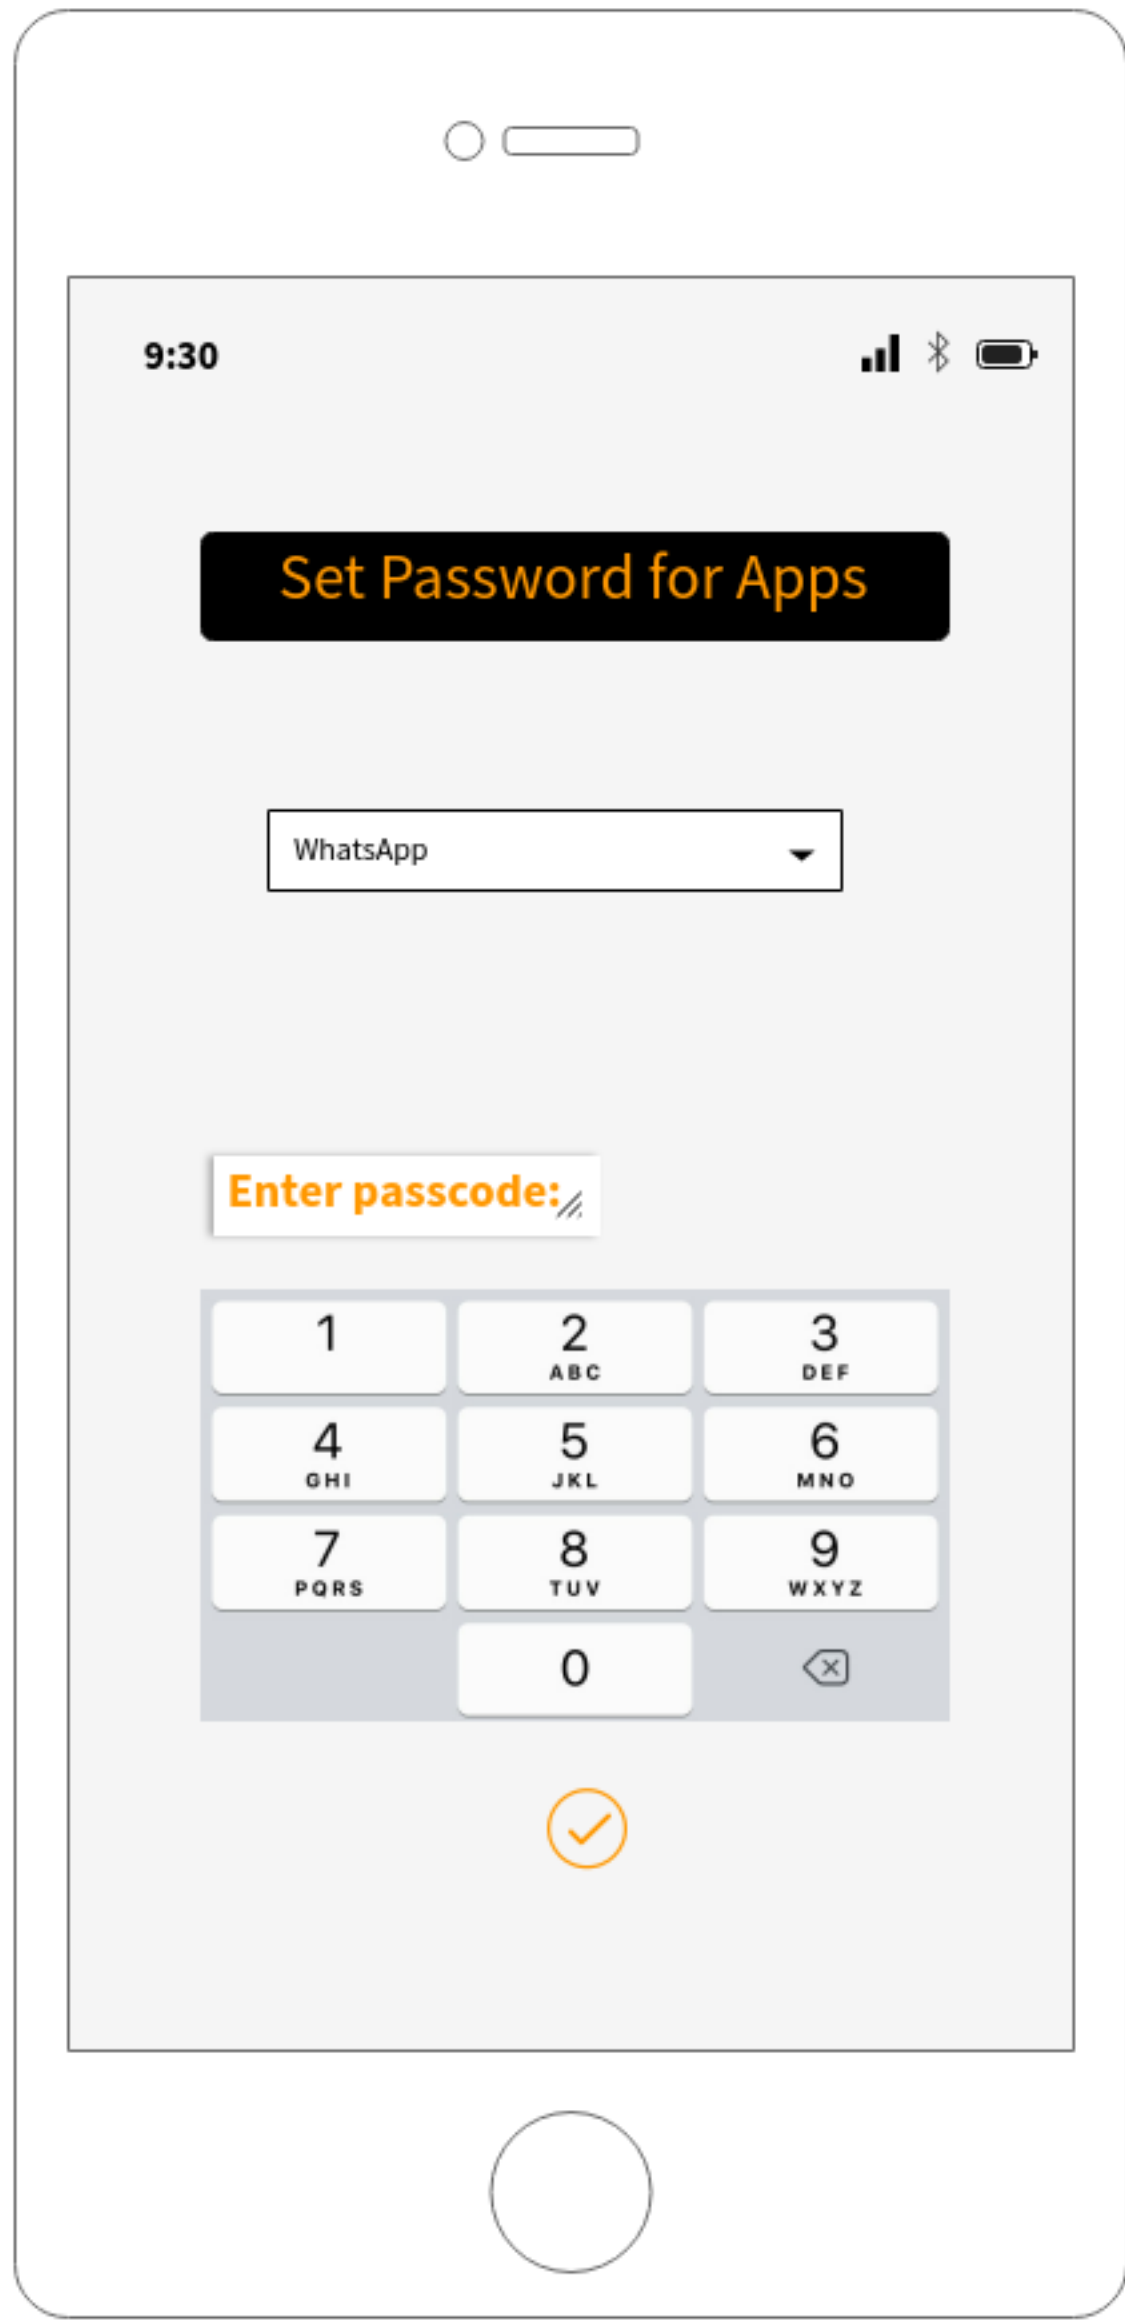 9:30
Set Password for Apps
WhatsApp
Enter passcode:
1 2 3
ABC DEF
4 5 6
GHI JKL MNO
7 8 9
PQRS TUV WXYZ
0